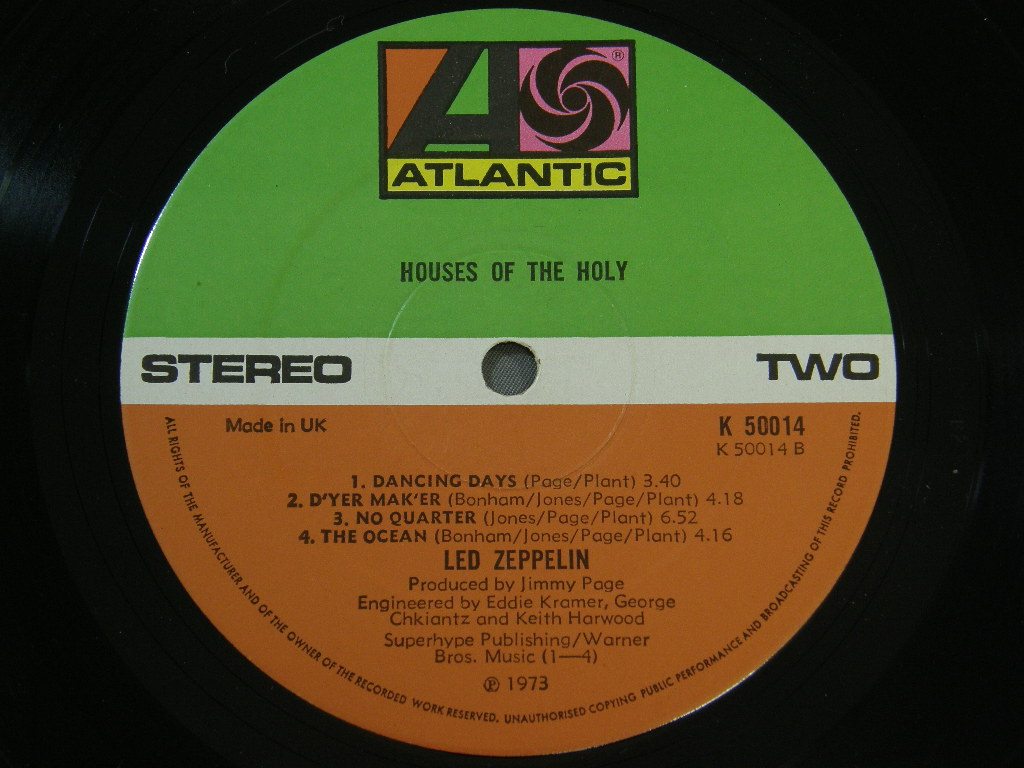 ®
ATLANTIC
HOUSES OF THE HOLY
STEREO
TWO
Made in UK
K 50014
K 50014 B
1. DANCING DAYS (Page/Plant) 3.40
2. D'YER MAK'ER (Bonham/Jones/Page/Plant) 4.18
3. NO QUARTER (Jones/Page/Plant) 6.52
4. THE OCEAN (Bonham/Jones/Page/Plant) 4.16
LED ZEPPELIN
Produced by Jimmy Page
Engineered by Eddie Kramer, George
Chkiantz and Keith Harwood
Superhype Publishing/Warner
Bros. Music (1—4)
℗ 1973
ALL RIGHTS OF THE MANUFACTURER AND OF THE OWNER OF THE RECORDED WORK RESERVED. UNAUTHORISED COPYING PUBLIC PERFORMANCE AND BROADCASTING OF THIS RECORD PROHIBITED.